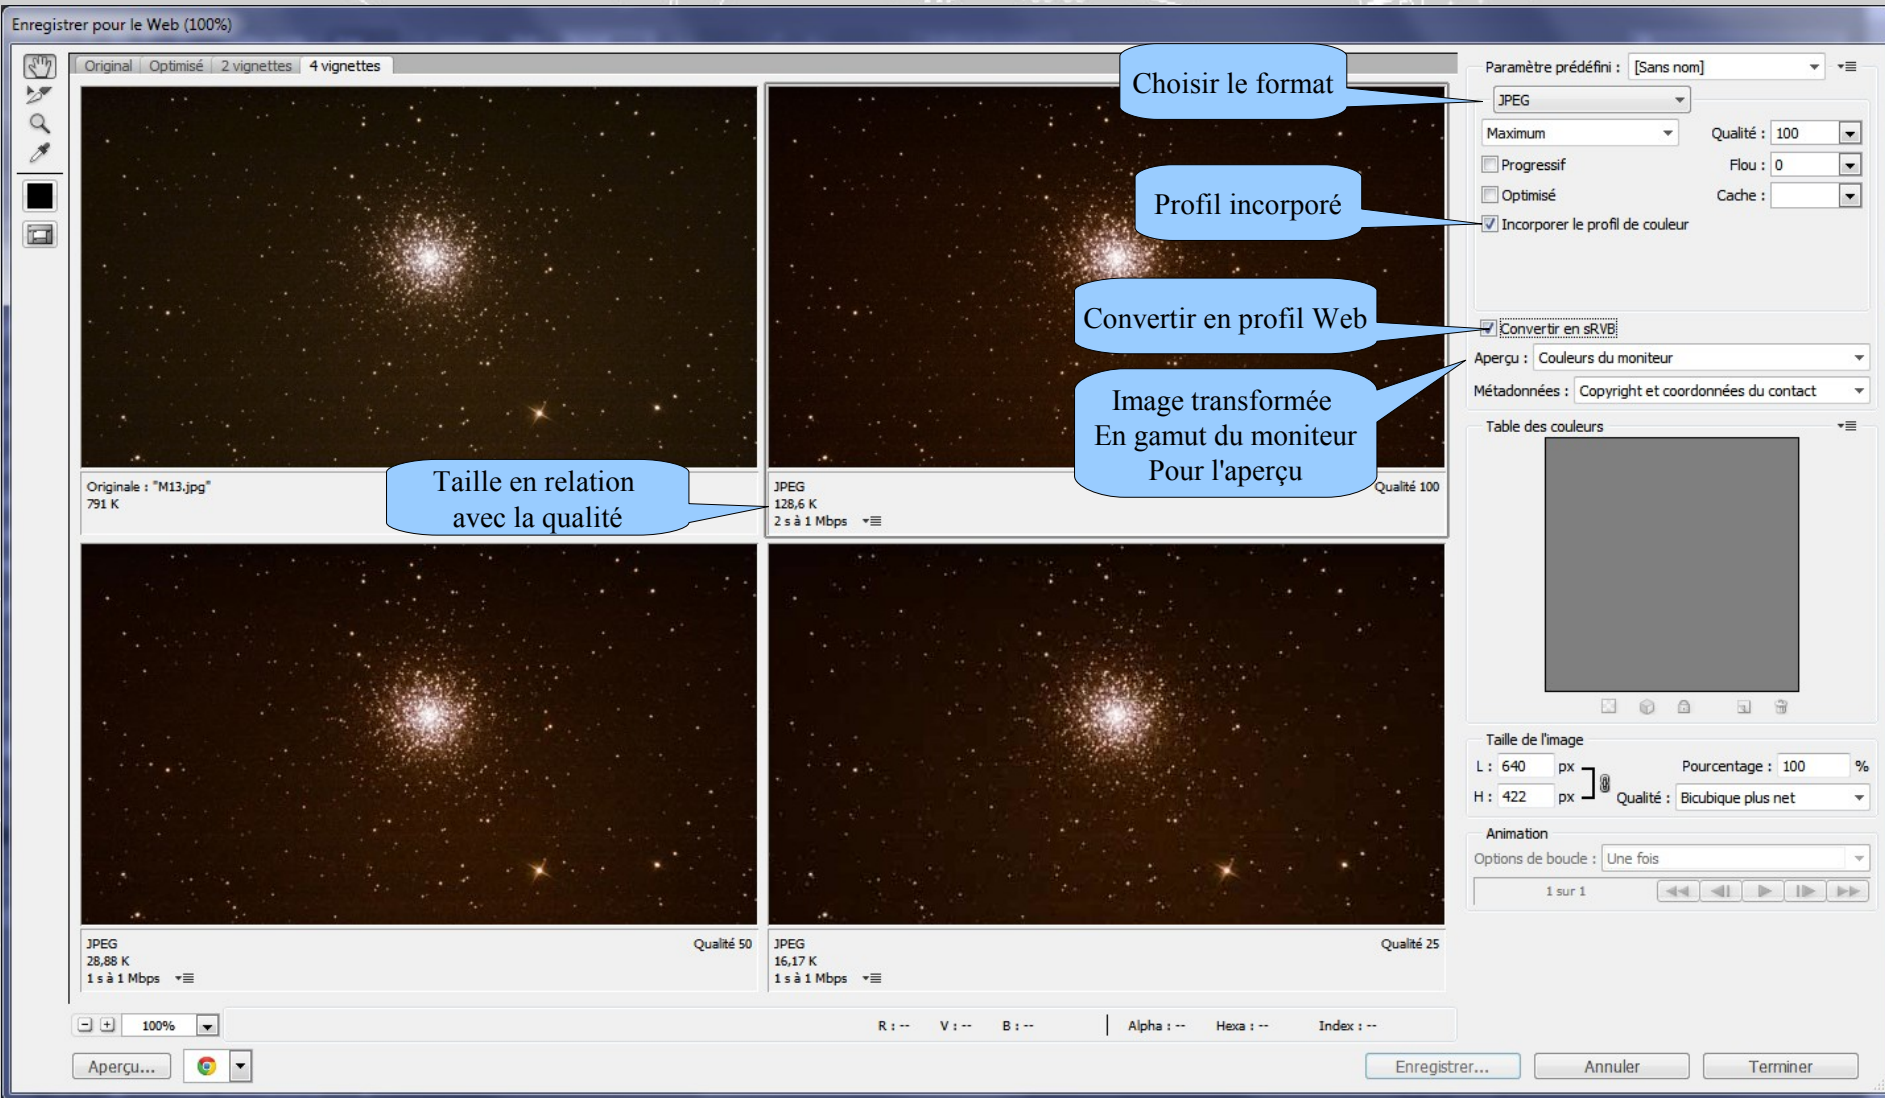 Enregistrer pour le Web (100%)
Original
Optimisé
2 vignettes
4 vignettes
Choisir le format
Profil incorporé
Convertir en profil Web
Image transformée
En gamut du moniteur
Pour l'aperçu
Originale : "M13.jpg"
791 K
Taille en relation
avec la qualité
JPEG
Qualité 100
128,6 K
2 s à 1 Mbps
JPEG
Qualité 50
28,88 K
1 s à 1 Mbps
JPEG
Qualité 25
16,17 K
1 s à 1 Mbps
Paramètre prédéfini : [Sans nom]
JPEG
Maximum
Qualité : 100
Progressif
Flou : 0
Optimisé
Cache :
Incorporer le profil de couleur
Convertir en sRVB
Aperçu : Couleurs du moniteur
Métadonnées : Copyright et coordonnées du contact
Table des couleurs
Taille de l'image
L : 640 px
Pourcentage : 100 %
H : 422 px
Qualité : Bicubique plus net
Animation
Options de boucle : Une fois
1 sur 1
100%
R : -- V : -- B : -- Alpha : -- Hexa : -- Index : --
Aperçu...
Enregistrer...
Annuler
Terminer